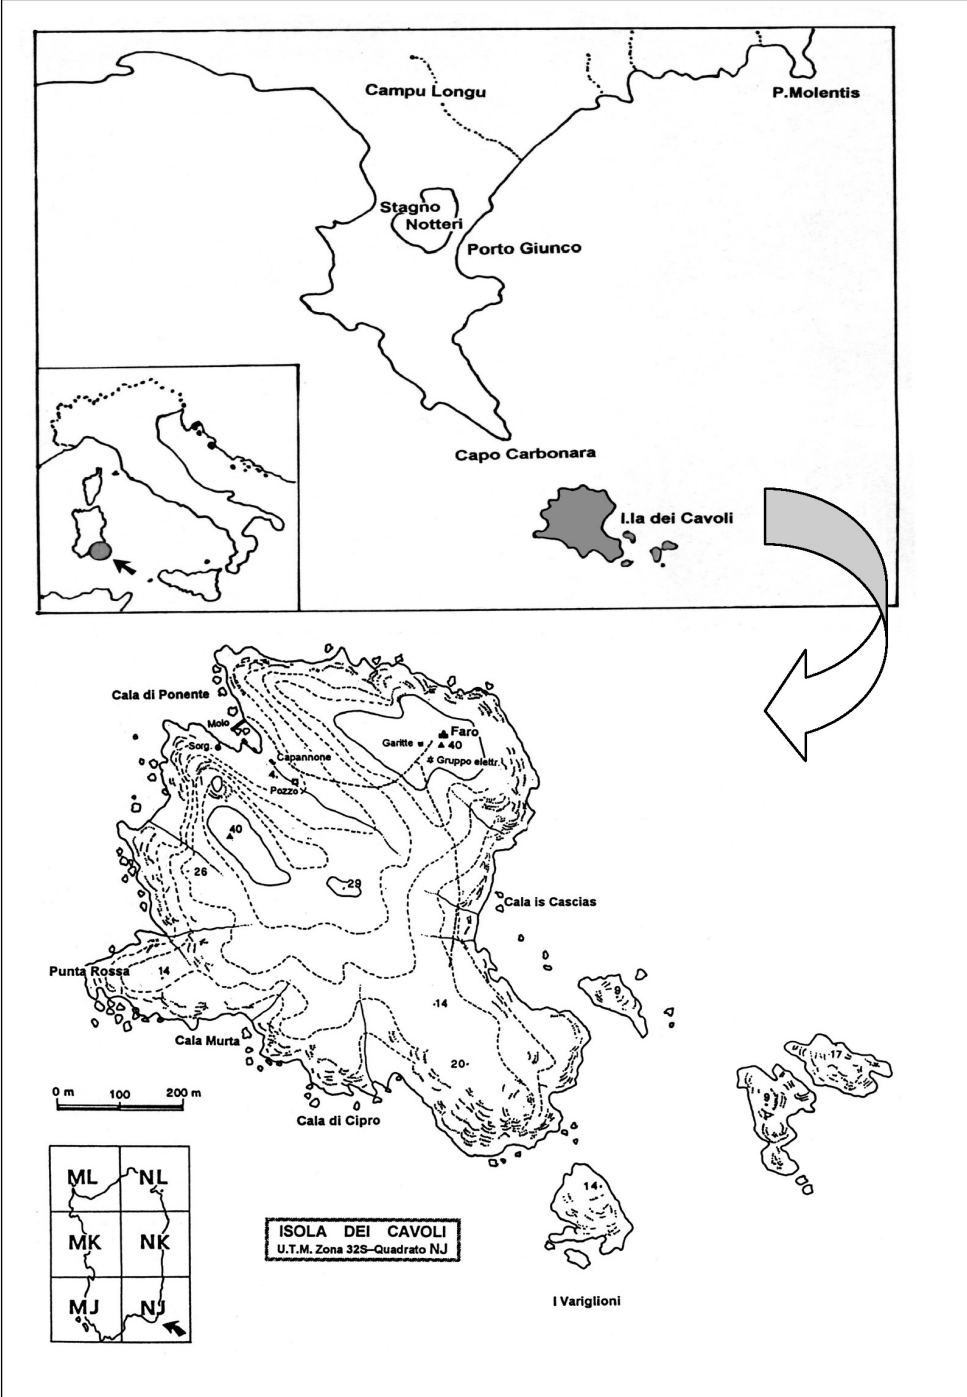 Campu Longu
P.Molentis
Stagno
Notteri
Porto Giunco
Capo Carbonara
I.la dei Cavoli
Cala di Ponente
Molo
Faro
Garitte
40
Sorg.
Capannone
Gruppo elettr.
4
Pozzo
40
26
29
Cala is Cascias
Punta Rossa
14
9
14
Cala Murta
17
20
9
0 m 100 200 m
Cala di Cipro
ML NL
14
ISOLA DEI CAVOLI
U.T.M. Zona 32S–Quadrato NJ
MK NK
MJ NJ
I Variglioni